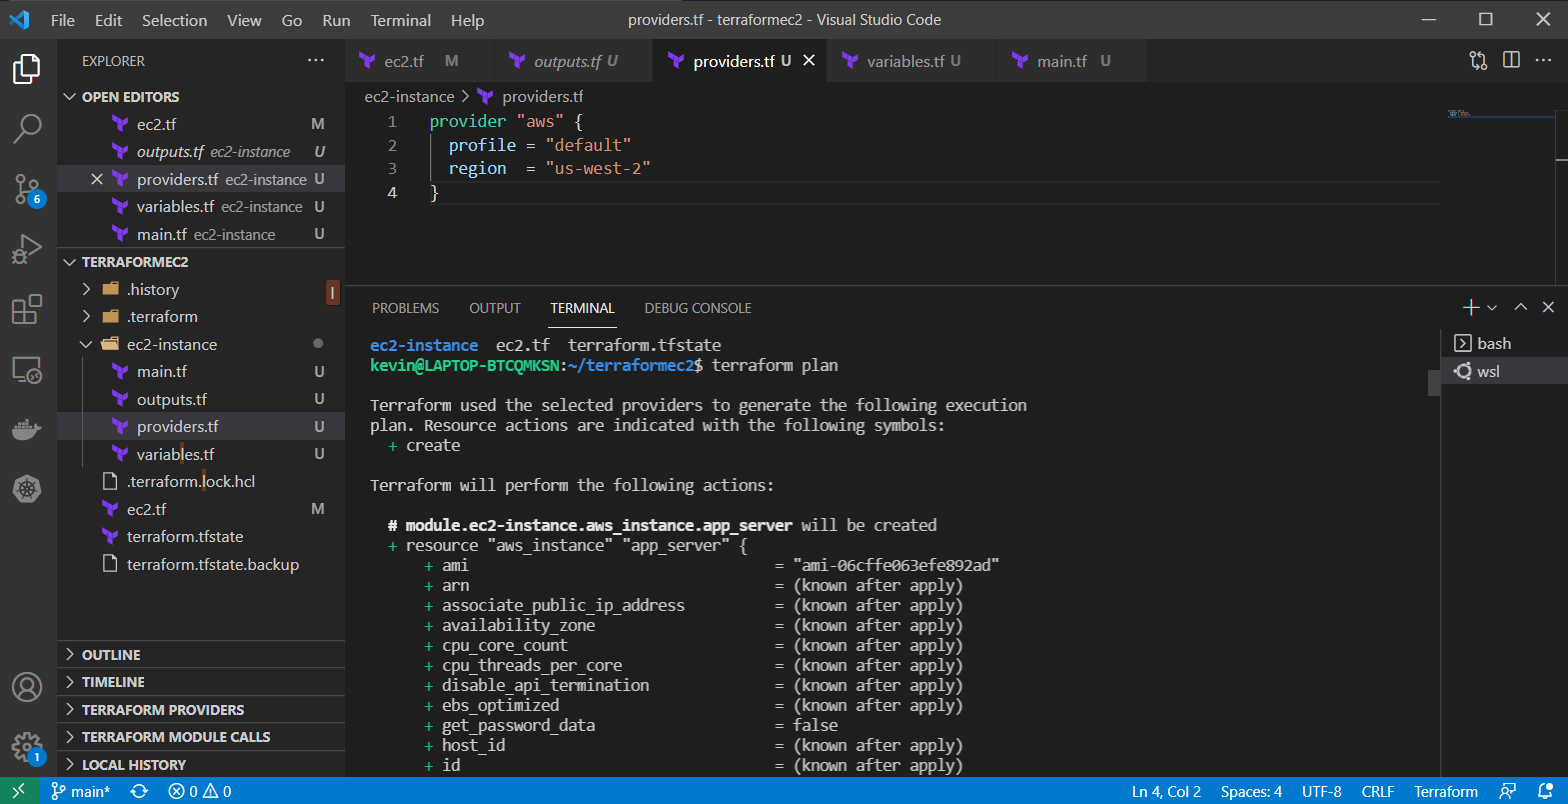 File Edit Selection View Go Run Terminal Help
providers.tf - terraformec2 - Visual Studio Code
EXPLORER
OPEN EDITORS
ec2.tf M
outputs.tf ec2-instance U
providers.tf ec2-instance U
variables.tf ec2-instance U
main.tf ec2-instance U
TERRAFORMEC2
.history
.terraform
ec2-instance
main.tf U
outputs.tf U
providers.tf U
variables.tf U
.terraform.lock.hcl
ec2.tf M
terraform.tfstate
terraform.tfstate.backup
OUTLINE
TIMELINE
TERRAFORM PROVIDERS
TERRAFORM MODULE CALLS
LOCAL HISTORY
6
1
ec2.tf M
outputs.tf U
providers.tf U
variables.tf U
main.tf U
ec2-instance > providers.tf
1 provider "aws" {
2 profile = "default"
3 region = "us-west-2"
4 }
PROBLEMS OUTPUT TERMINAL DEBUG CONSOLE
ec2-instance ec2.tf terraform.tfstate
kevin@LAPTOP-BTCQMKSN:~/terraformec2$ terraform plan
Terraform used the selected providers to generate the following execution
plan. Resource actions are indicated with the following symbols:
+ create
Terraform will perform the following actions:
# module.ec2-instance.aws_instance.app_server will be created
+ resource "aws_instance" "app_server" {
+ ami = "ami-06cffe063efe892ad"
+ arn = (known after apply)
+ associate_public_ip_address = (known after apply)
+ availability_zone = (known after apply)
+ cpu_core_count = (known after apply)
+ cpu_threads_per_core = (known after apply)
+ disable_api_termination = (known after apply)
+ ebs_optimized = (known after apply)
+ get_password_data = false
+ host_id = (known after apply)
+ id = (known after apply)
bash
wsl
main* 0 0
Ln 4, Col 2 Spaces: 4 UTF-8 CRLF Terraform